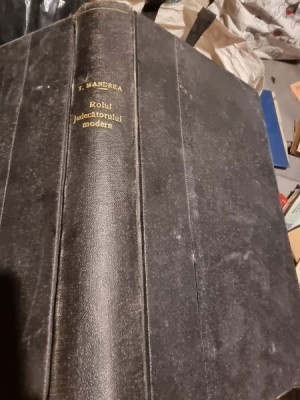 I. MANDREA
Rolul
judecătorului
modern